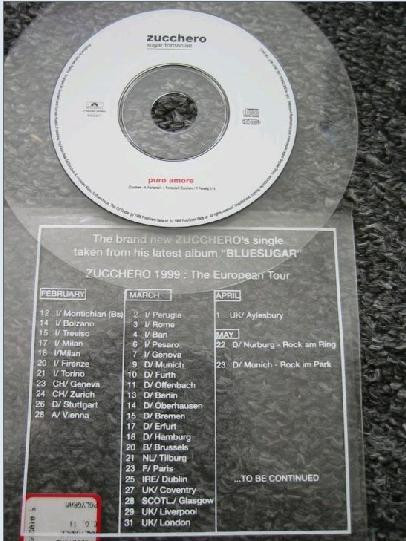 zucchero
sugar fornaciari
puro amore
The brand new ZUCCHERO's single
taken from his latest album "BLUESUGAR"
ZUCCHERO 1999 : The European Tour
FEBRUARY
12 I/ Montichiari (Bs)
14 I/ Bolzano
15 I/ Treviso
17 I/ Milan
18 I/Milan
20 I/ Firenze
21 I/ Torino
23 CH/ Geneva
24 CH/ Zurich
26 D/ Stuttgart
28 A/ Vienna
MARCH
2 I/ Perugia
3 I/ Rome
4 I/ Bari
6 I/ Pesaro
7 I/ Genova
9 D/ Munich
10 D/ Furth
11 D/ Offenbach
13 D/ Berlin
14 D/ Oberhausen
15 D/ Bremen
17 D/ Erfurt
18 D/ Hamburg
20 B/ Brussels
21 NL/ Tilburg
23 F/ Paris
25 IRE/ Dublin
27 UK/ Coventry
28 SCOTL./ Glasgow
29 UK/ Liverpool
31 UK/ London
APRIL
1 UK/ Aylesbury
MAY
22 D/ Nurburg - Rock am Ring
23 D/ Munich - Rock im Park
...TO BE CONTINUED